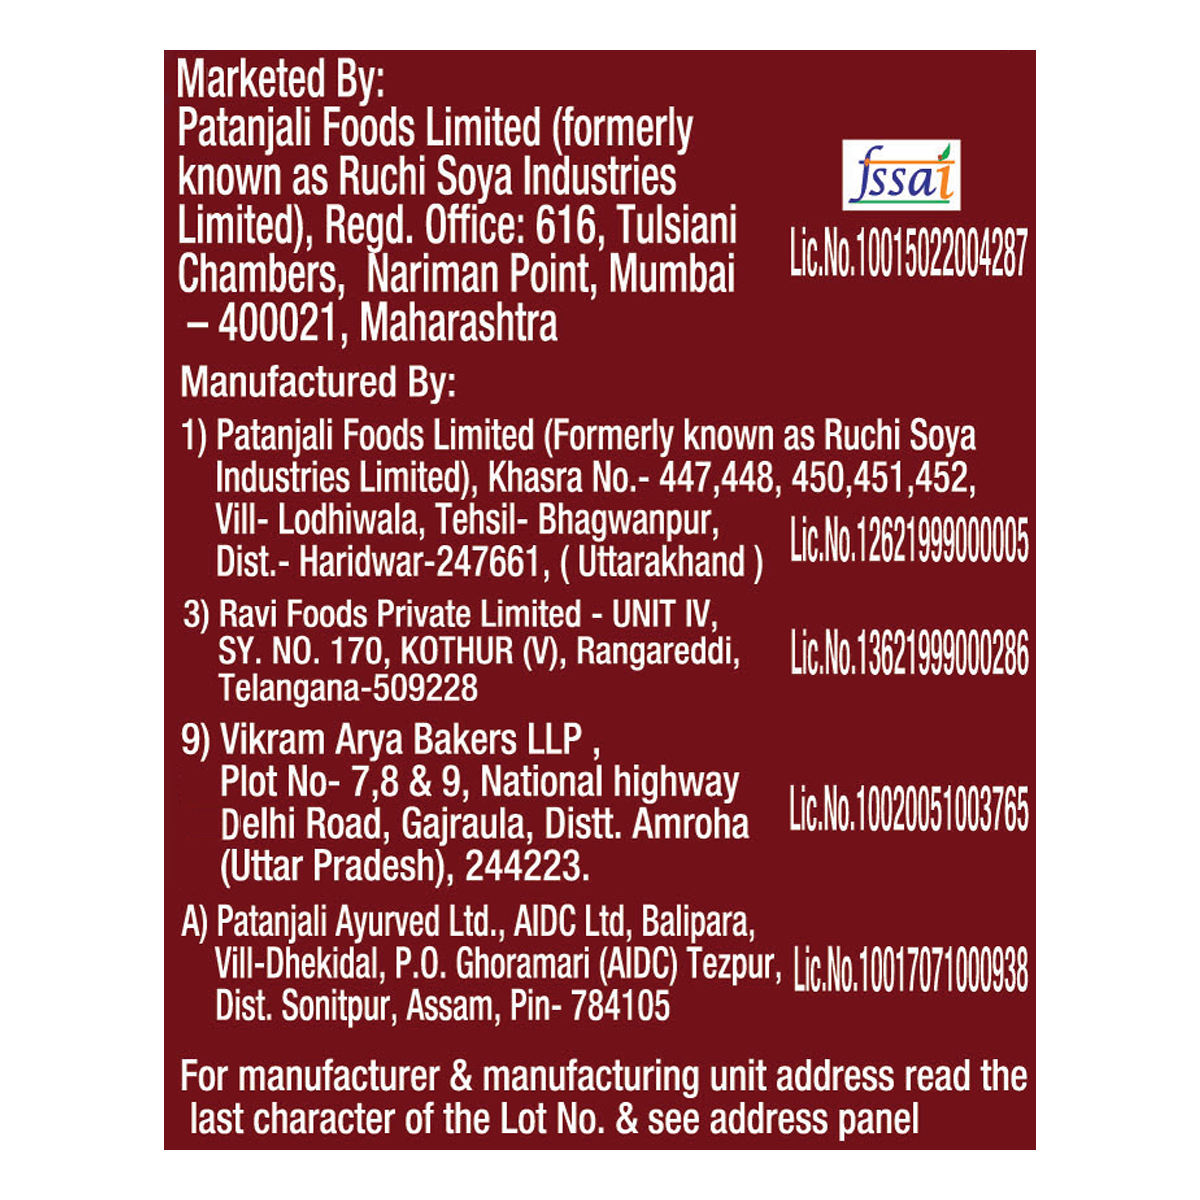 Marketed By:
Patanjali Foods Limited (formerly
known as Ruchi Soya Industries
Limited), Regd. Office: 616, Tulsiani
Chambers, Nariman Point, Mumbai
– 400021, Maharashtra
fssai
Lic.No.10015022004287
Manufactured By:
1) Patanjali Foods Limited (Formerly known as Ruchi Soya
Industries Limited), Khasra No.- 447,448, 450,451,452,
Vill- Lodhiwala, Tehsil- Bhagwanpur,
Dist.- Haridwar-247661, ( Uttarakhand )
Lic.No.12621999000005
3) Ravi Foods Private Limited - UNIT IV,
SY. NO. 170, KOTHUR (V), Rangareddi,
Telangana-509228
Lic.No.13621999000286
9) Vikram Arya Bakers LLP ,
Plot No- 7,8 & 9, National highway
Delhi Road, Gajraula, Distt. Amroha
(Uttar Pradesh), 244223.
Lic.No.10020051003765
A) Patanjali Ayurved Ltd., AIDC Ltd, Balipara,
Vill-Dhekidal, P.O. Ghoramari (AIDC) Tezpur,
Dist. Sonitpur, Assam, Pin- 784105
Lic.No.10017071000938
For manufacturer & manufacturing unit address read the
last character of the Lot No. & see address panel